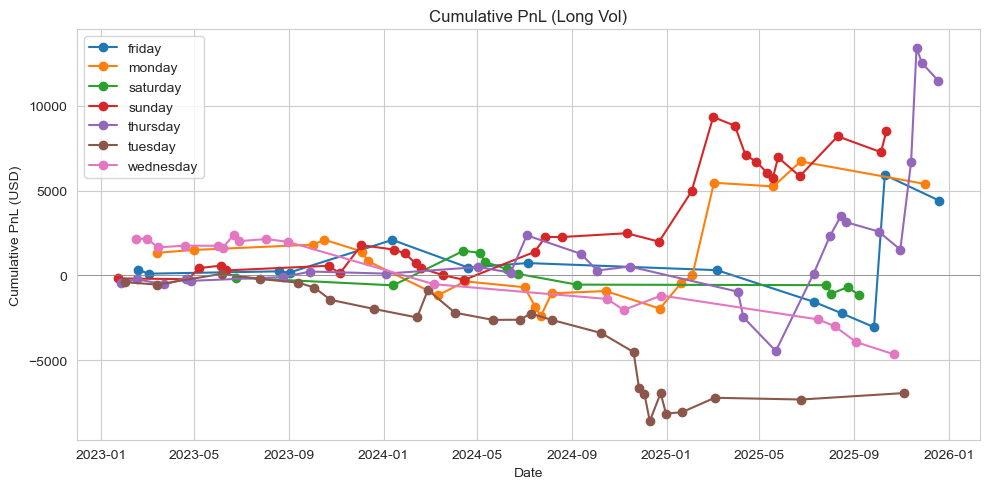 Cumulative PnL (Long Vol)
friday
monday
saturday
sunday
thursday
tuesday
wednesday
Cumulative PnL (USD)
10000
5000
0
−5000
2023-01 2023-05 2023-09 2024-01 2024-05 2024-09 2025-01 2025-05 2025-09 2026-01
Date